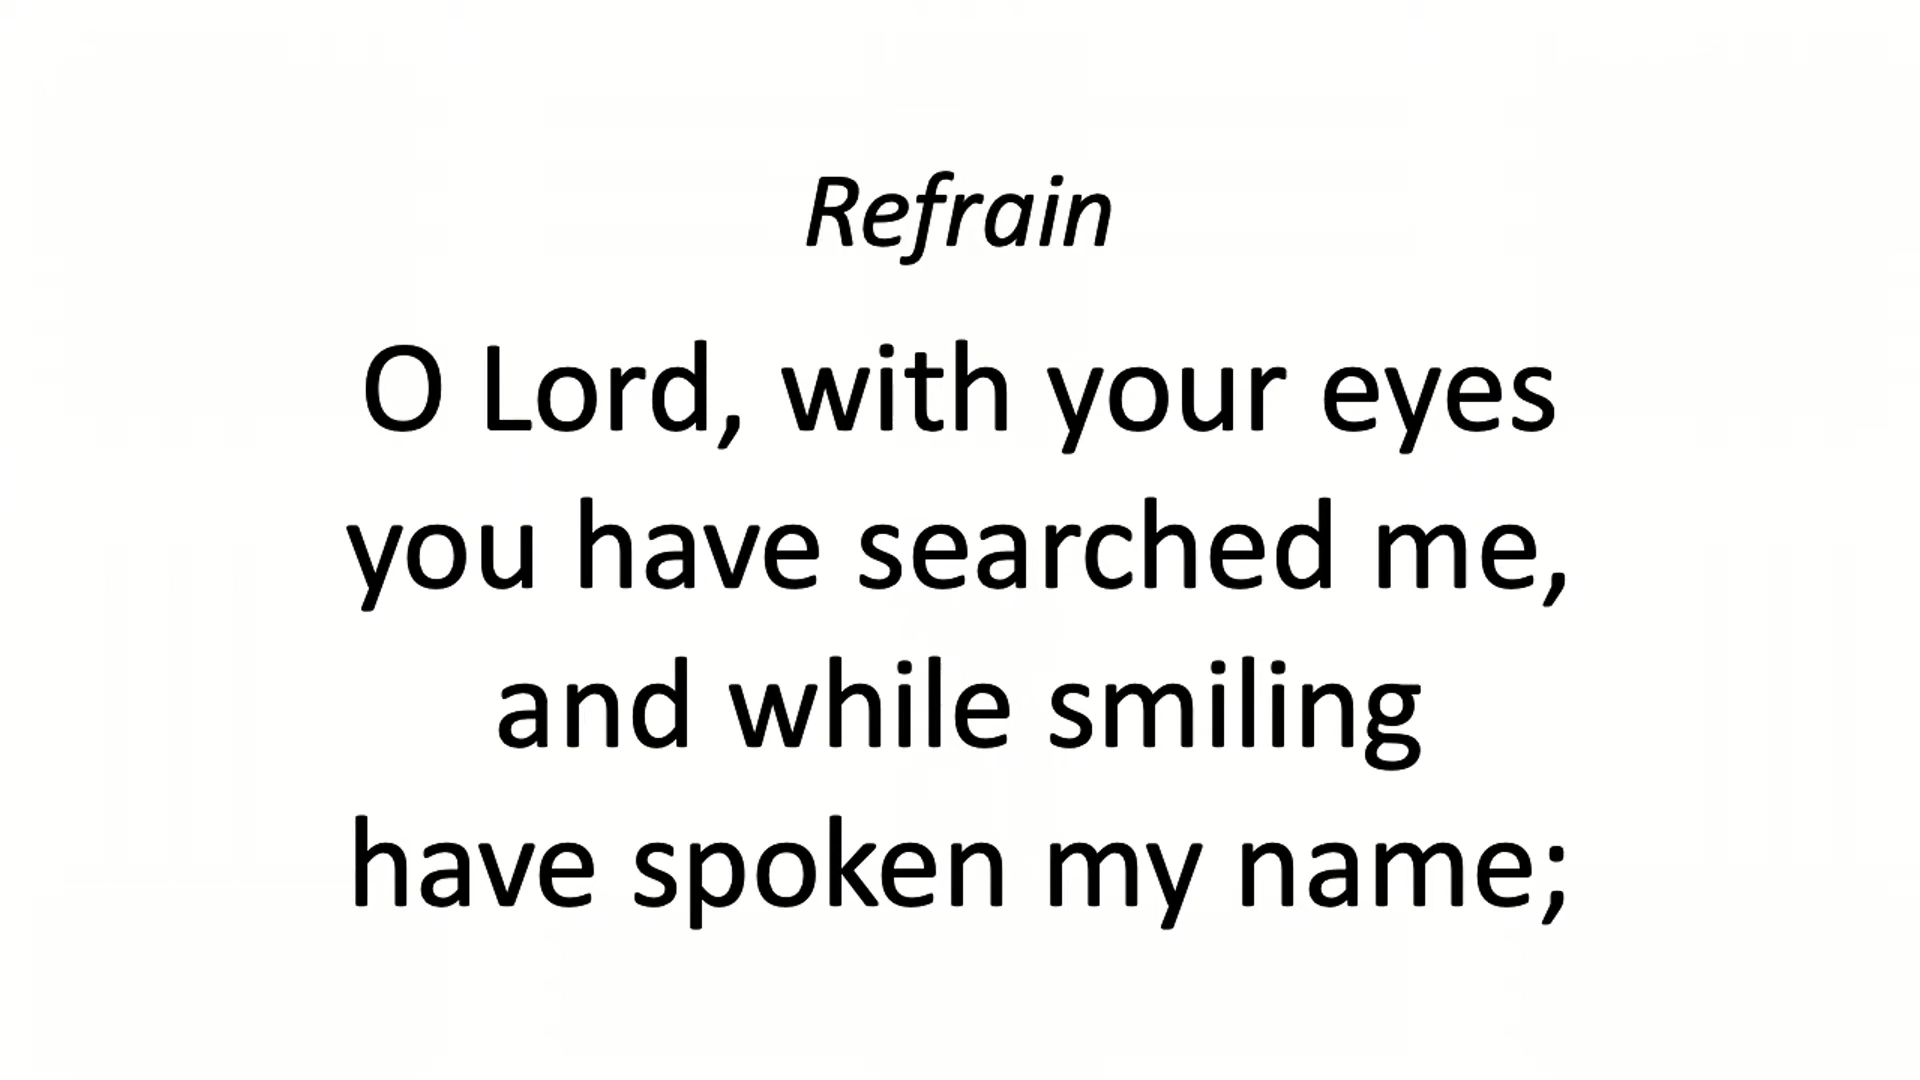 Refrain
O Lord, with your eyes
you have searched me,
and while smiling
have spoken my name;